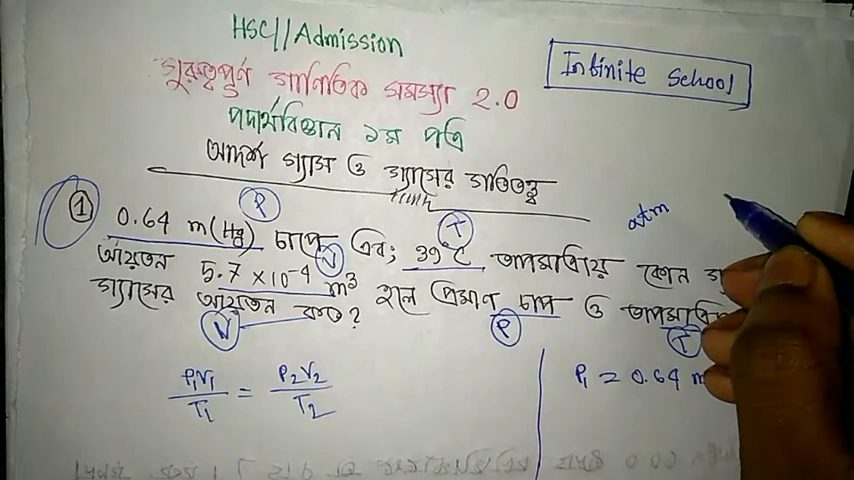 HSC//Admission
Infinite School
গুরুত্বপূর্ণ গাণিতিক সমস্যা 2.0
পদার্থবিজ্ঞান ১ম পত্র
আদর্শ গ্যাস ও গ্যাসের গতিতত্ত্ব
P
T
atm
① 0.64 m(Hg) চাপে এবং 39°C তাপমাত্রায় কোন
আয়তন 5.7 × 10⁻⁴ m³ হলে প্রমাণ চাপ ও
V
গ্যাসের আয়তন কত?
V
P
T
P₁V₁/T₁ = P₂V₂/T₂
P₁ = 0.64 m